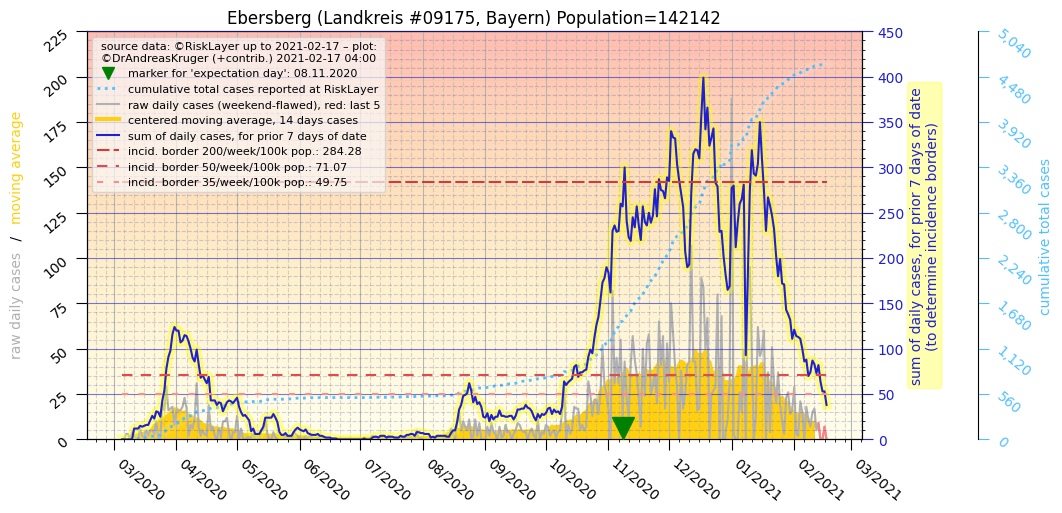 Ebersberg (Landkreis #09175, Bayern) Population=142142
source data: ©RiskLayer up to 2021-02-17 – plot:
©DrAndreasKruger (+contrib.) 2021-02-17 04:00
marker for 'expectation day': 08.11.2020
cumulative total cases reported at RiskLayer
raw daily cases (weekend-flawed), red: last 5
centered moving average, 14 days cases
sum of daily cases, for prior 7 days of date
incid. border 200/week/100k pop.: 284.28
incid. border 50/week/100k pop.: 71.07
incid. border 35/week/100k pop.: 49.75
raw daily cases / moving average
225
200
175
150
125
100
75
50
25
0
03/2020
04/2020
05/2020
06/2020
07/2020
08/2020
09/2020
10/2020
11/2020
12/2020
01/2021
02/2021
03/2021
450
400
350
300
250
200
150
100
50
0
sum of daily cases, for prior 7 days of date
(to determine incidence borders)
5,040
4,480
3,920
3,360
2,800
2,240
1,680
1,120
560
0
cumulative total cases